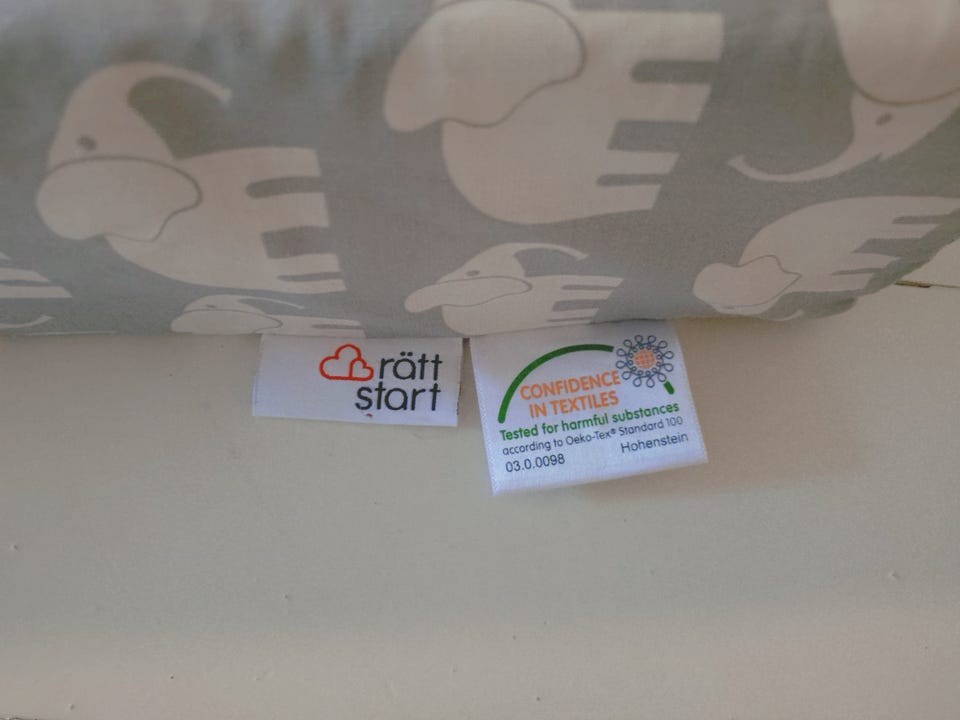 rätt
start
CONFIDENCE
IN TEXTILES
Tested for harmful substances
according to Oeko-Tex® Standard 100
03.0.0098 Hohenstein